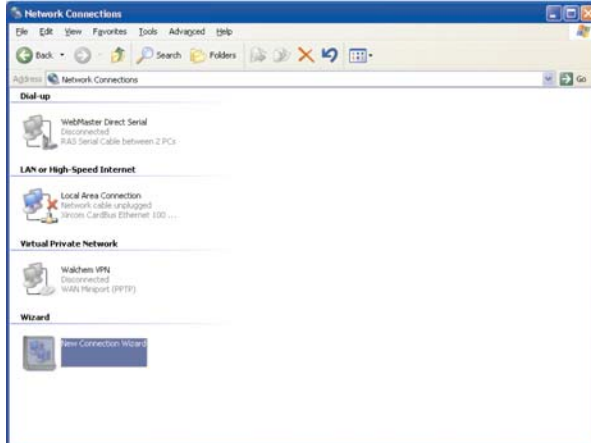 Network Connections
File Edit View Favorites Tools Advanced Help
Back Search Folders
Address Network Connections Go
Dial-up
WebMaster Direct Serial
Disconnected
RAS Serial Cable between 2 PCs
LAN or High-Speed Internet
Local Area Connection
Network cable unplugged
Xircom CardBus Ethernet 100 ...
Virtual Private Network
Walchem VPN
Disconnected
WAN Miniport (PPTP)
Wizard
New Connection Wizard